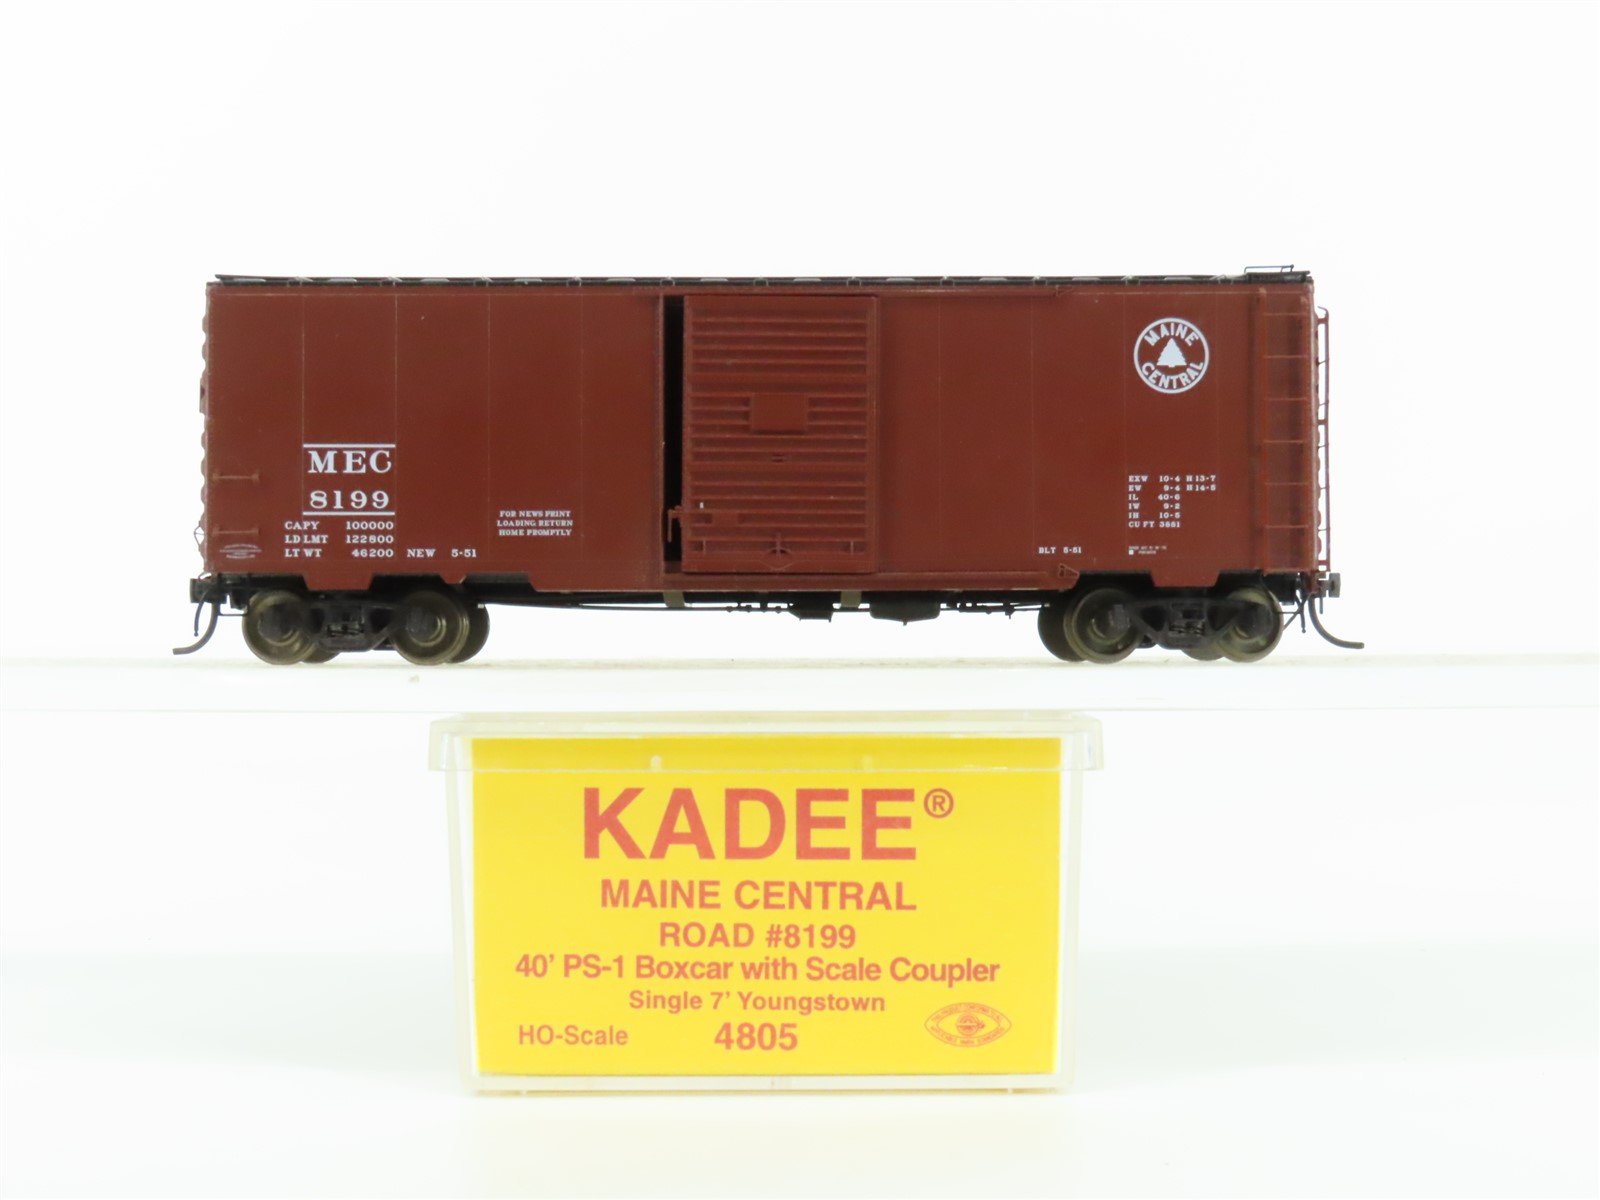 MAINE
CENTRAL
MEC
8199
CAPY 100000
LD LMT 122800
LT WT 46200 NEW 5-51
FOR NEWS PRINT
LOADING RETURN
HOME PROMPTLY
EXW 10-4 H 13-7
EW 9-4 H 14-5
IL 40-6
IW 9-2
IH 10-5
CU FT 3881
BLT 5-51
KADEE®
MAINE CENTRAL
ROAD #8199
40' PS-1 Boxcar with Scale Coupler
Single 7' Youngstown
HO-Scale 4805